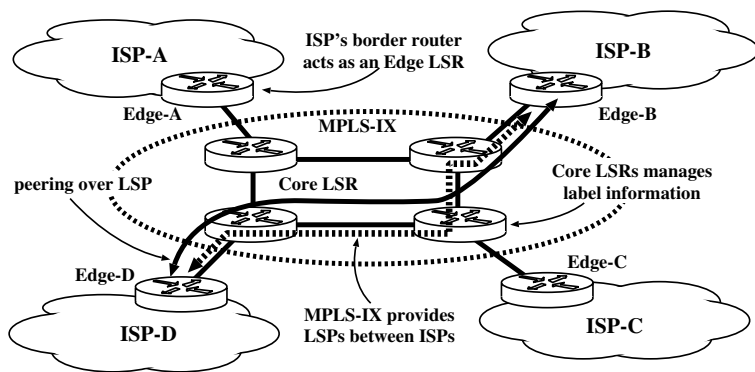 ISP-A
ISP's border router
acts as an Edge LSR
ISP-B
Edge-A
Edge-B
MPLS-IX
peering over LSP
Core LSR
Core LSRs manages
label information
Edge-D
Edge-C
MPLS-IX provides
LSPs between ISPs
ISP-D
ISP-C